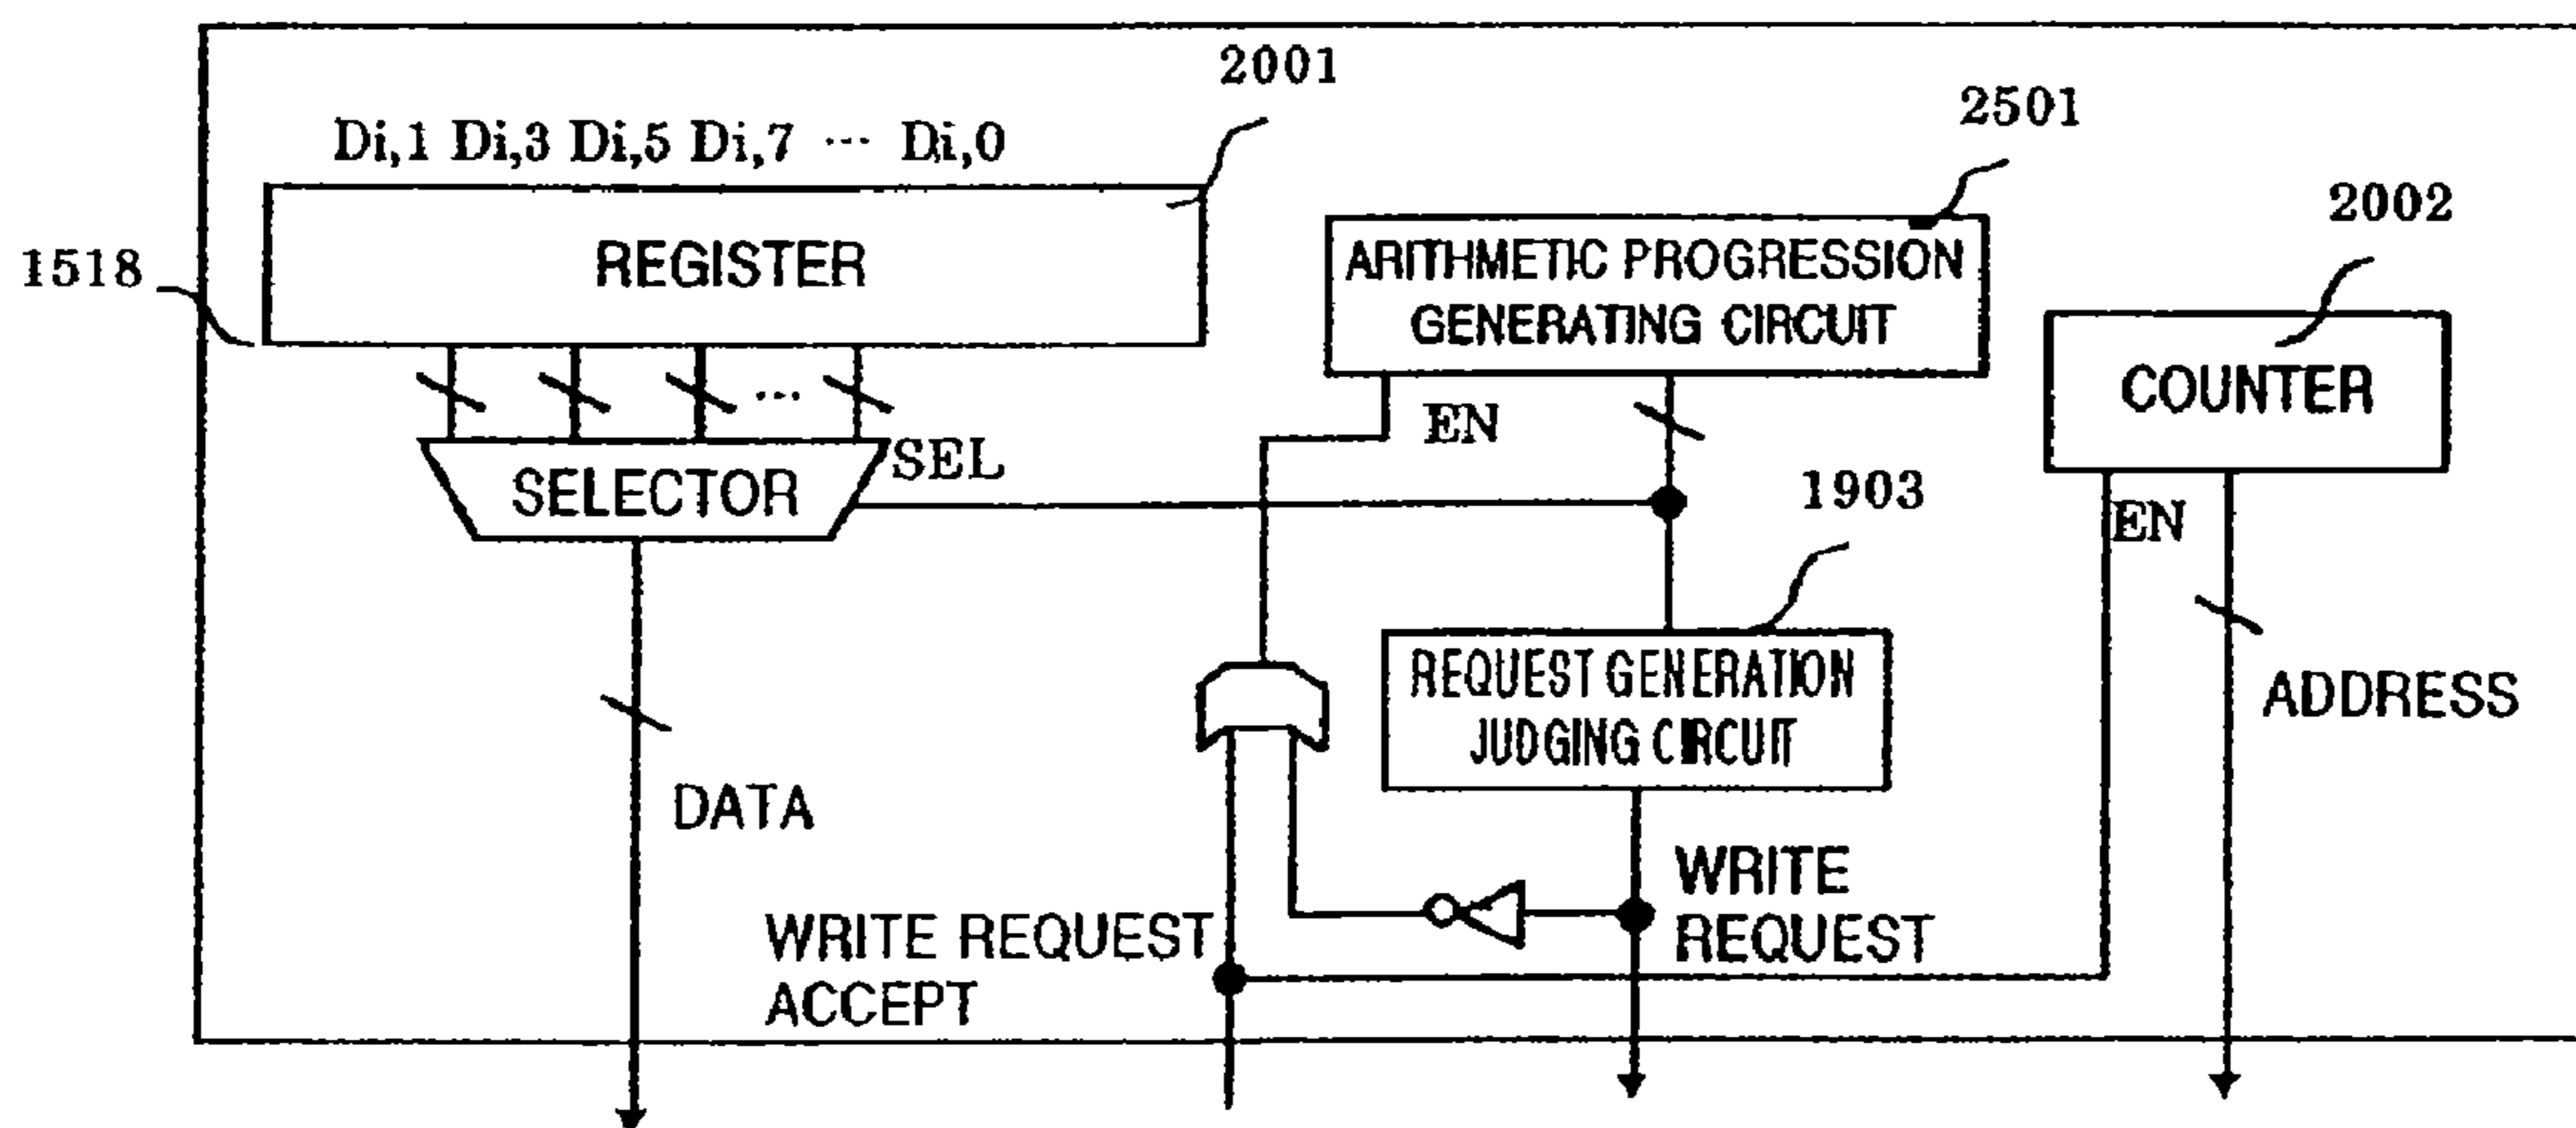 2001
2501
Di,1 Di,3 Di,5 Di,7 ··· Di,0
2002
1518
REGISTER
ARITHMETIC PROGRESSION
GENERATING CIRCUIT
COUNTER
...
EN
SEL
SELECTOR
1903
EN
REQUEST GENERATION
JUDGING CIRCUIT
ADDRESS
DATA
WRITE
REQUEST
WRITE REQUEST
ACCEPT